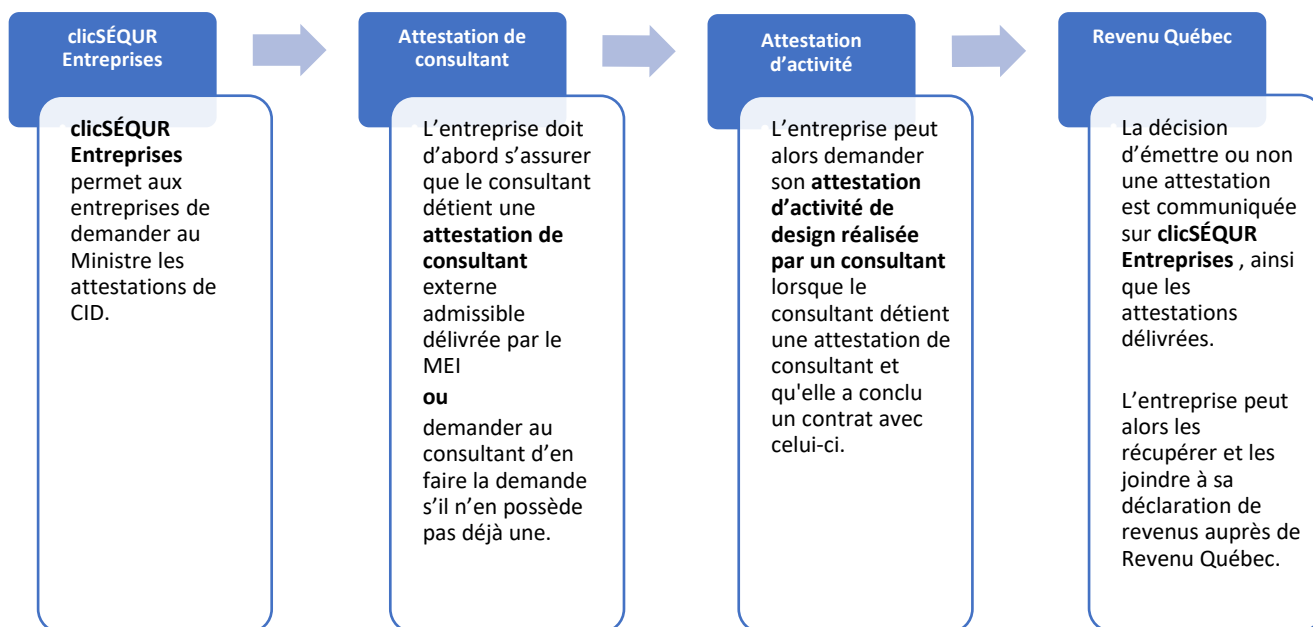 clicSÉQUR
Entreprises
clicSÉQUR
Entreprises
permet aux
entreprises de
demander au
Ministre les
attestations de
CID.
Attestation de
consultant
L’entreprise doit
d’abord s’assurer
que le consultant
détient une
attestation de
consultant
externe
admissible
délivrée par le
MEI
ou
demander au
consultant d’en
faire la demande
s’il n’en possède
pas déjà une.
Attestation
d’activité
L’entreprise peut
alors demander
son attestation
d’activité de
design réalisée
par un consultant
lorsque le
consultant détient
une attestation de
consultant et
qu'elle a conclu
un contrat avec
celui-ci.
Revenu Québec
La décision
d’émettre ou non
une attestation
est communiquée
sur clicSÉQUR
Entreprises , ainsi
que les
attestations
délivrées.
L’entreprise peut
alors les
récupérer et les
joindre à sa
déclaration de
revenus auprès de
Revenu Québec.